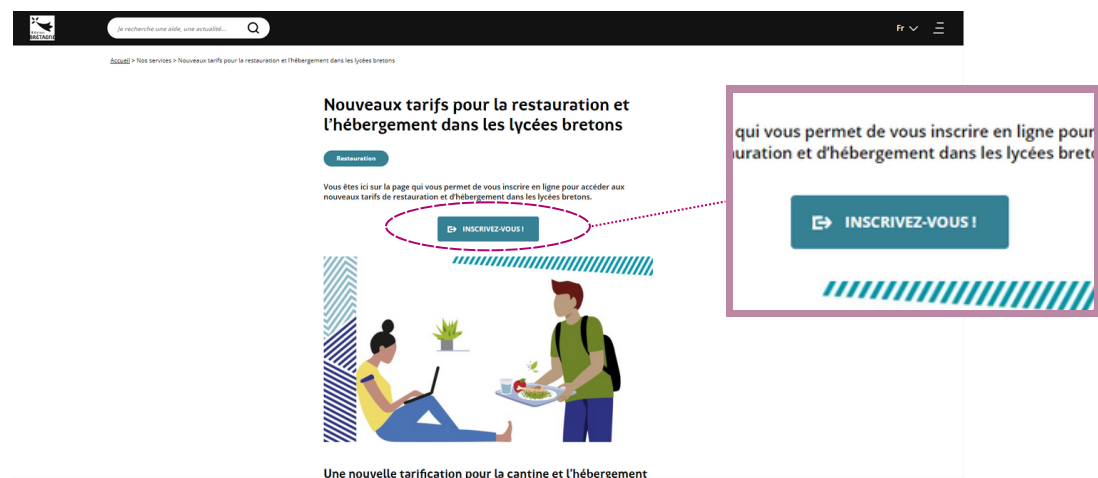 Région
BRETAGNE
Je recherche une aide, une actualité...
Fr
Accueil > Nos services > Nouveaux tarifs pour la restauration et l'hébergement dans les lycées bretons
Nouveaux tarifs pour la restauration et
l'hébergement dans les lycées bretons
Restauration
Vous êtes ici sur la page qui vous permet de vous inscrire en ligne pour accéder aux
nouveaux tarifs de restauration et d'hébergement dans les lycées bretons.
INSCRIVEZ-VOUS !
qui vous permet de vous inscrire en ligne pour
uration et d'hébergement dans les lycées bret
INSCRIVEZ-VOUS !
Une nouvelle tarification pour la cantine et l'hébergement